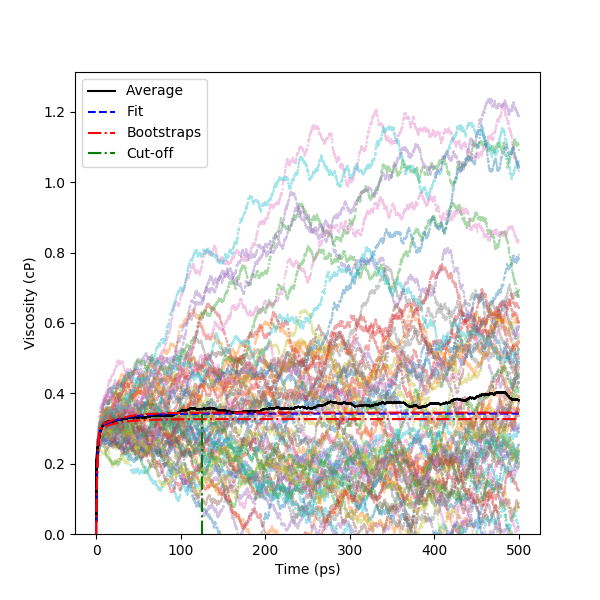 Average
Fit
Bootstraps
Cut-off
1.2
1.0
0.8
0.6
0.4
0.2
0.0
Viscosity (cP)
0 100 200 300 400 500
Time (ps)